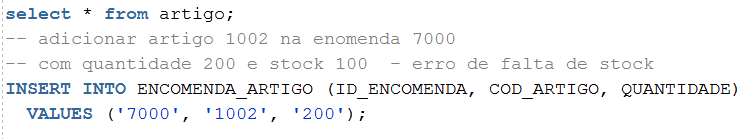 select * from artigo;
-- adicionar artigo 1002 na enomenda 7000
-- com quantidade 200 e stock 100  - erro de falta de stock
INSERT INTO ENCOMENDA_ARTIGO (ID_ENCOMENDA, COD_ARTIGO, QUANTIDADE)
  VALUES ('7000', '1002', '200');